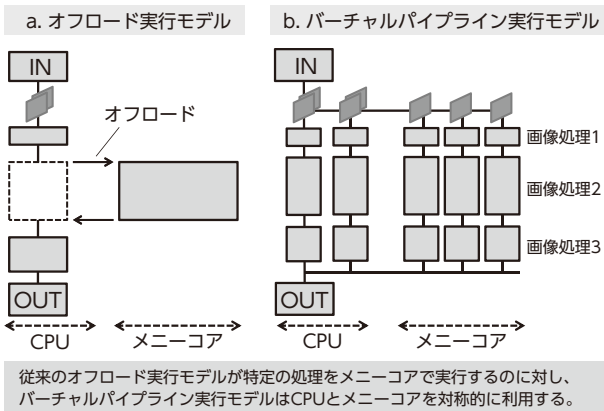 a. オフロード実行モデル
b. バーチャルパイプライン実行モデル
IN
オフロード
OUT
CPU
メニーコア
IN
画像処理1
画像処理2
画像処理3
OUT
CPU
メニーコア
従来のオフロード実行モデルが特定の処理をメニーコアで実行するのに対し、
バーチャルパイプライン実行モデルはCPUとメニーコアを対称的に利用する。